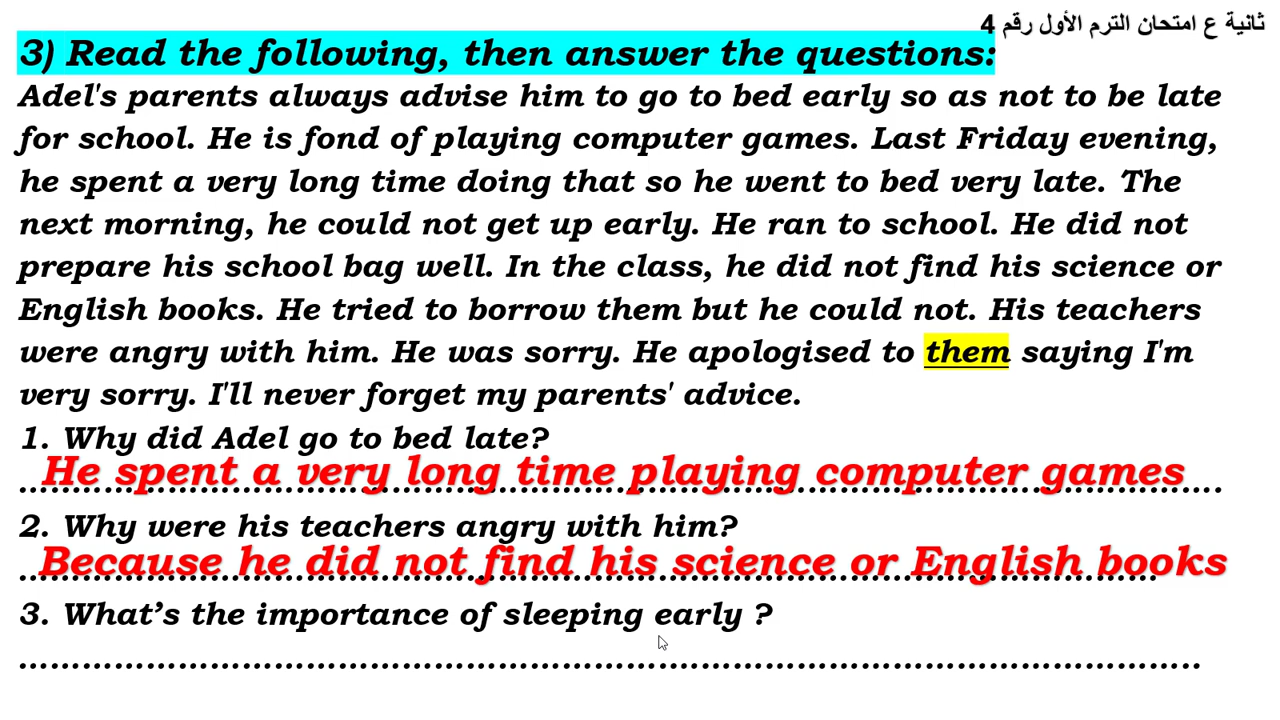 ثانية ع امتحان الترم الأول رقم 4
3) Read the following, then answer the questions:
Adel's parents always advise him to go to bed early so as not to be late
for school. He is fond of playing computer games. Last Friday evening,
he spent a very long time doing that so he went to bed very late. The
next morning, he could not get up early. He ran to school. He did not
prepare his school bag well. In the class, he did not find his science or
English books. He tried to borrow them but he could not. His teachers
were angry with him. He was sorry. He apologised to them saying I'm
very sorry. I'll never forget my parents' advice.
1. Why did Adel go to bed late?
He spent a very long time playing computer games
2. Why were his teachers angry with him?
Because he did not find his science or English books
3. What’s the importance of sleeping early ?